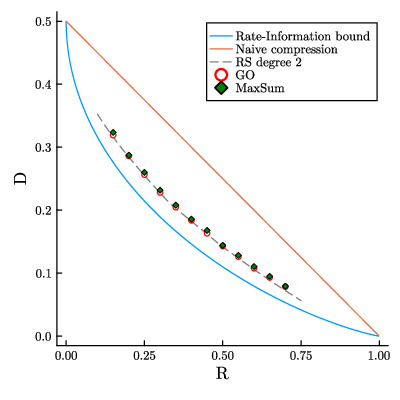 Rate-Information bound
Naive compression
RS degree 2
GO
MaxSum
0.5
0.4
0.3
0.2
0.1
0.0
D
0.00
0.25
0.50
0.75
1.00
R